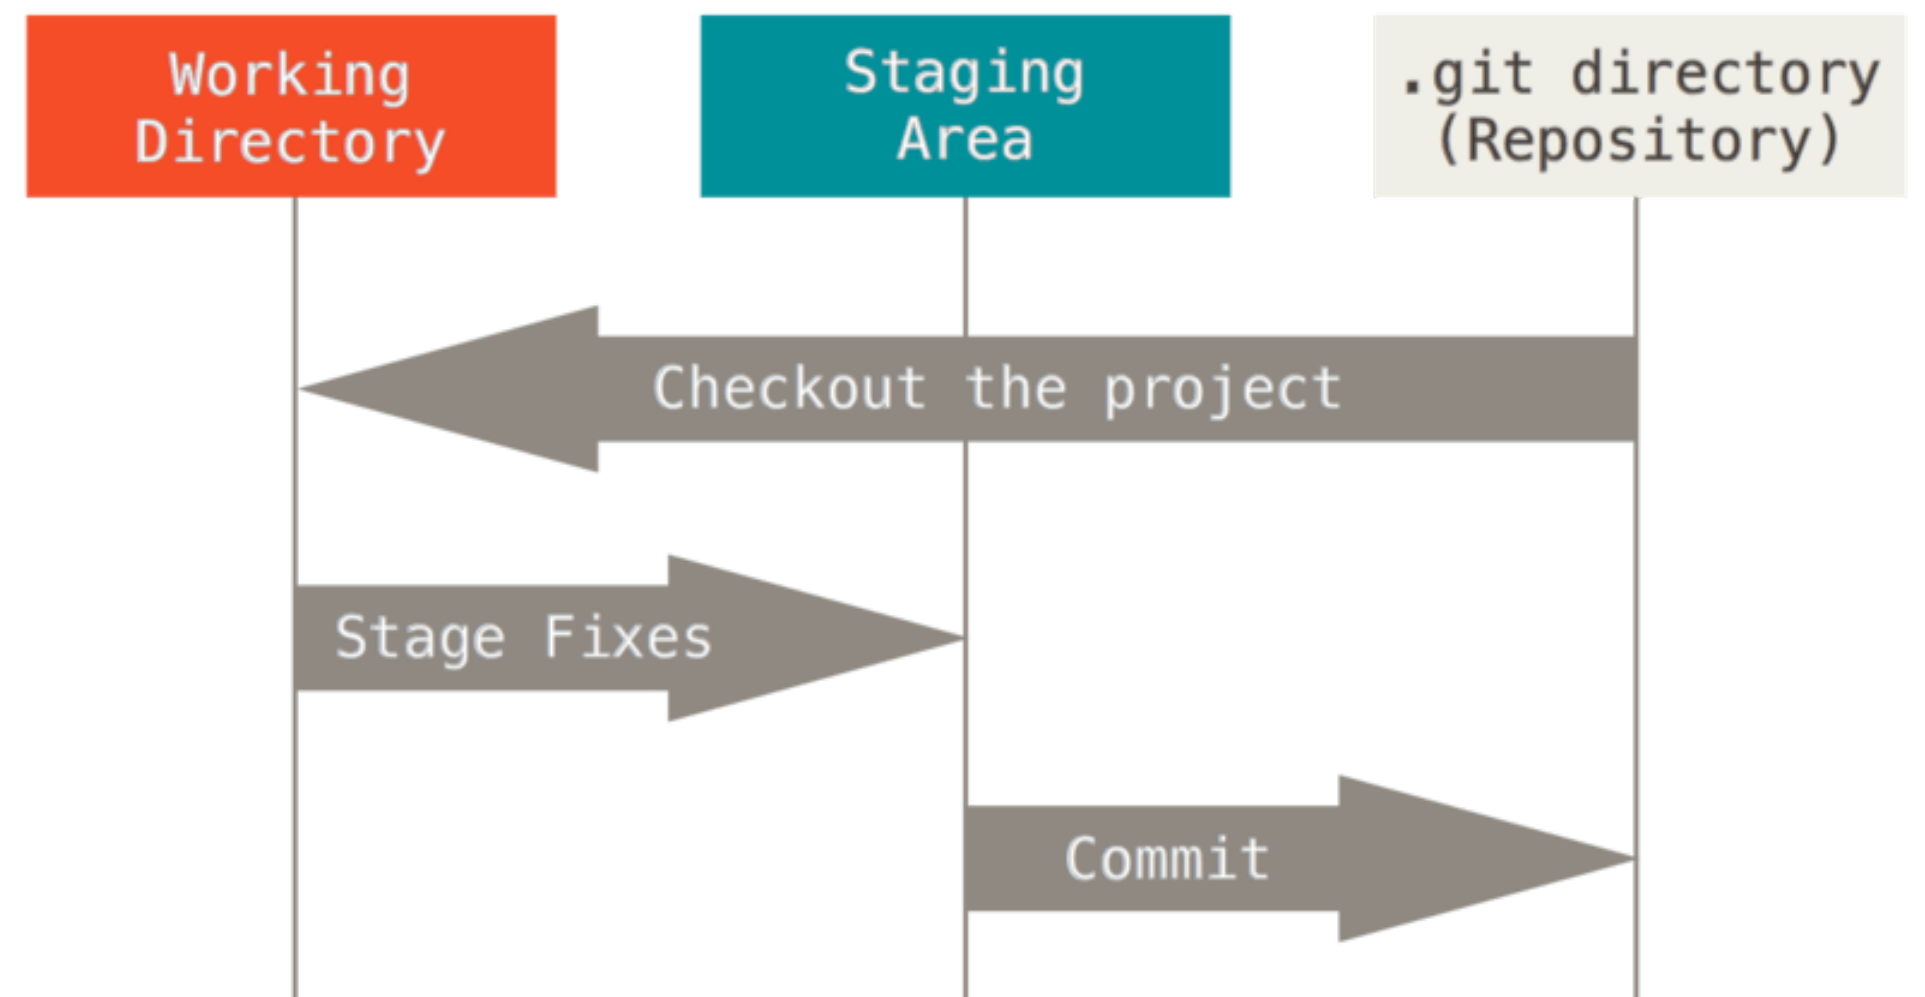 Working
Directory
Staging
Area
.git directory
(Repository)
Checkout the project
Stage Fixes
Commit